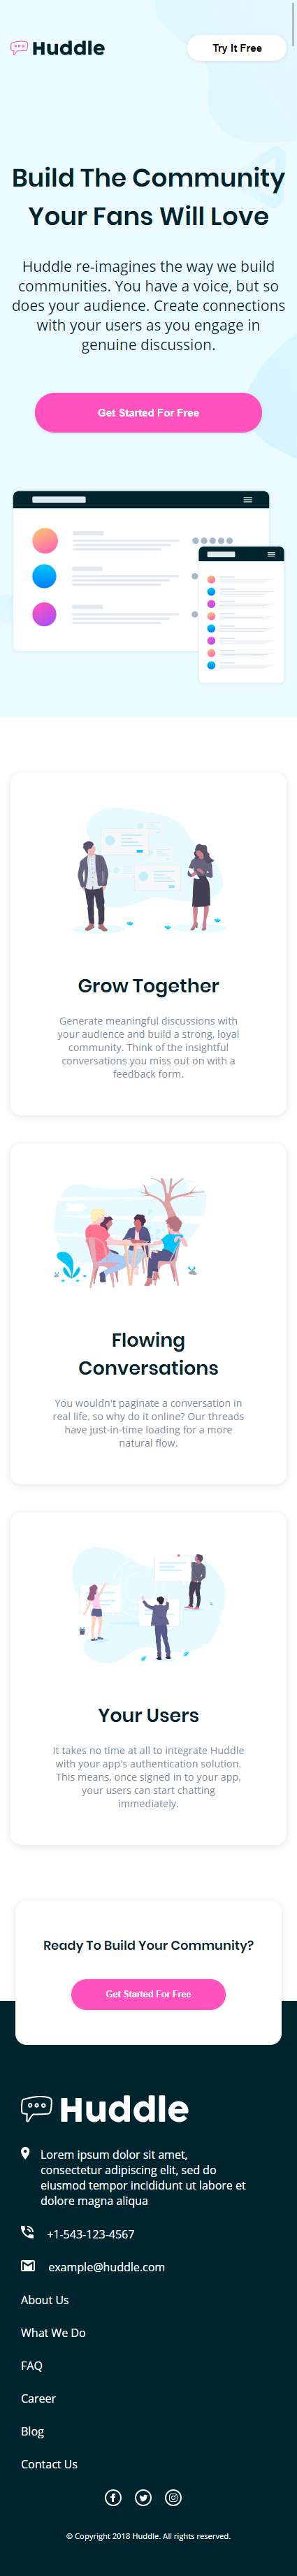 Huddle
Try It Free
Build The Community
Your Fans Will Love
Huddle re-imagines the way we build
communities. You have a voice, but so
does your audience. Create connections
with your users as you engage in
genuine discussion.
Get Started For Free
Grow Together
Generate meaningful discussions with
your audience and build a strong, loyal
community. Think of the insightful
conversations you miss out on with a
feedback form.
Flowing
Conversations
You wouldn't paginate a conversation in
real life, so why do it online? Our threads
have just-in-time loading for a more
natural flow.
Your Users
It takes no time at all to integrate Huddle
with your app's authentication solution.
This means, once signed in to your app,
your users can start chatting
immediately.
Ready To Build Your Community?
Get Started For Free
Huddle
Lorem ipsum dolor sit amet,
consectetur adipiscing elit, sed do
eiusmod tempor incididunt ut labore et
dolore magna aliqua
+1-543-123-4567
example@huddle.com
About Us
What We Do
FAQ
Career
Blog
Contact Us
© Copyright 2018 Huddle. All rights reserved.